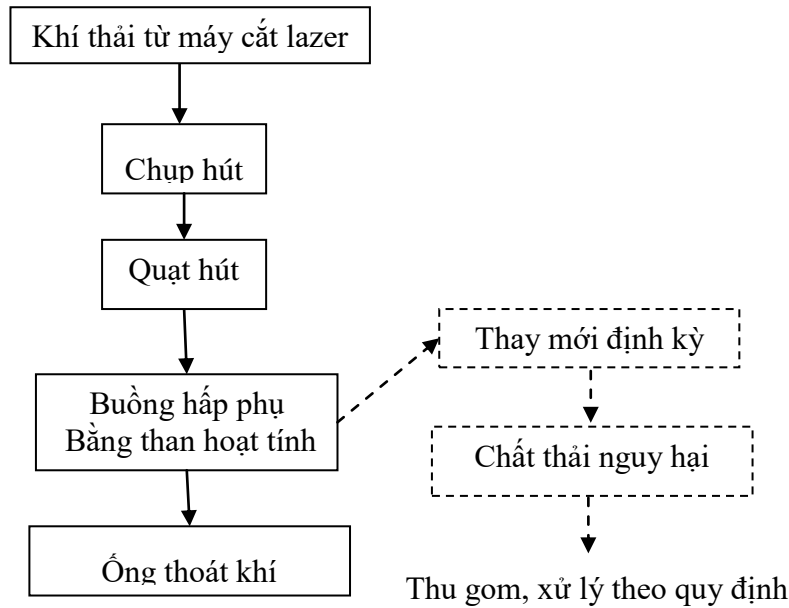 Khí thải từ máy cắt lazer
Chụp hút
Quạt hút
Buồng hấp phụ
Bằng than hoạt tính
Ống thoát khí
Thay mới định kỳ
Chất thải nguy hại
Thu gom, xử lý theo quy định